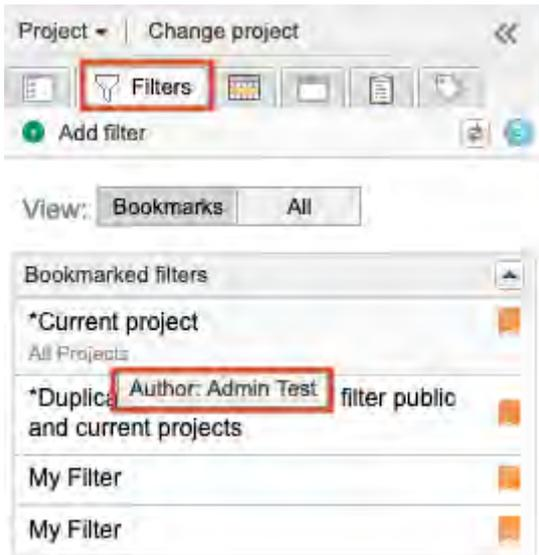 Project Change project
Filters
Add filter
View: Bookmarks All
Bookmarked filters
*Current project
All Projects
*Duplica Author: Admin Test filter public
and current projects
My Filter
My Filter